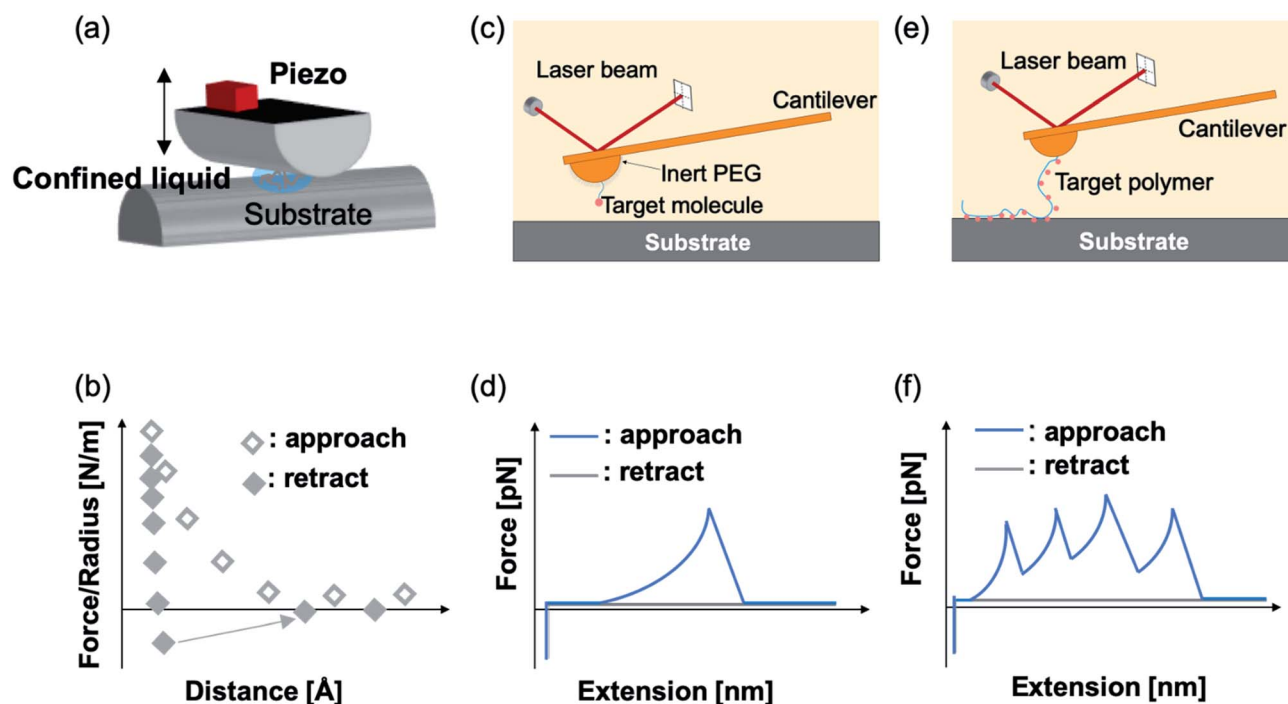 (a)
Piezo
Confined liquid
Substrate
(c)
Laser beam
Cantilever
Inert PEG
Target molecule
Substrate
(e)
Laser beam
Cantilever
Target polymer
Substrate
(b)
Force/Radius [N/m]
: approach
: retract
Distance [Å]
(d)
Force [pN]
: approach
: retract
Extension [nm]
(f)
Force [pN]
: approach
: retract
Extension [nm]